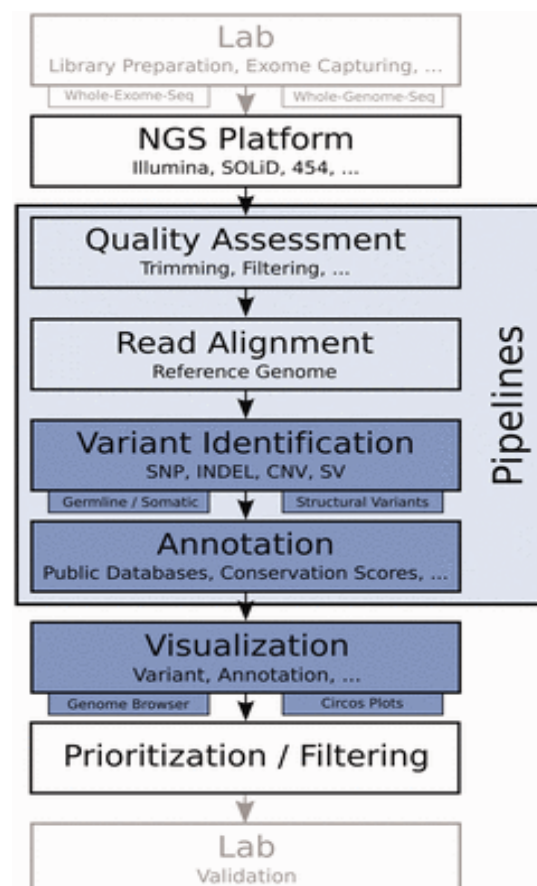 Lab
Library Preparation, Exome Capturing, ...
Whole-Exome-Seq
Whole-Genome-Seq
NGS Platform
Illumina, SOLiD, 454, ...
Quality Assessment
Trimming, Filtering, ...
Read Alignment
Reference Genome
Variant Identification
SNP, INDEL, CNV, SV
Germline / Somatic
Structural Variants
Annotation
Public Databases, Conservation Scores, ...
Pipelines
Visualization
Variant, Annotation, ...
Genome Browser
Circos Plots
Prioritization / Filtering
Lab
Validation